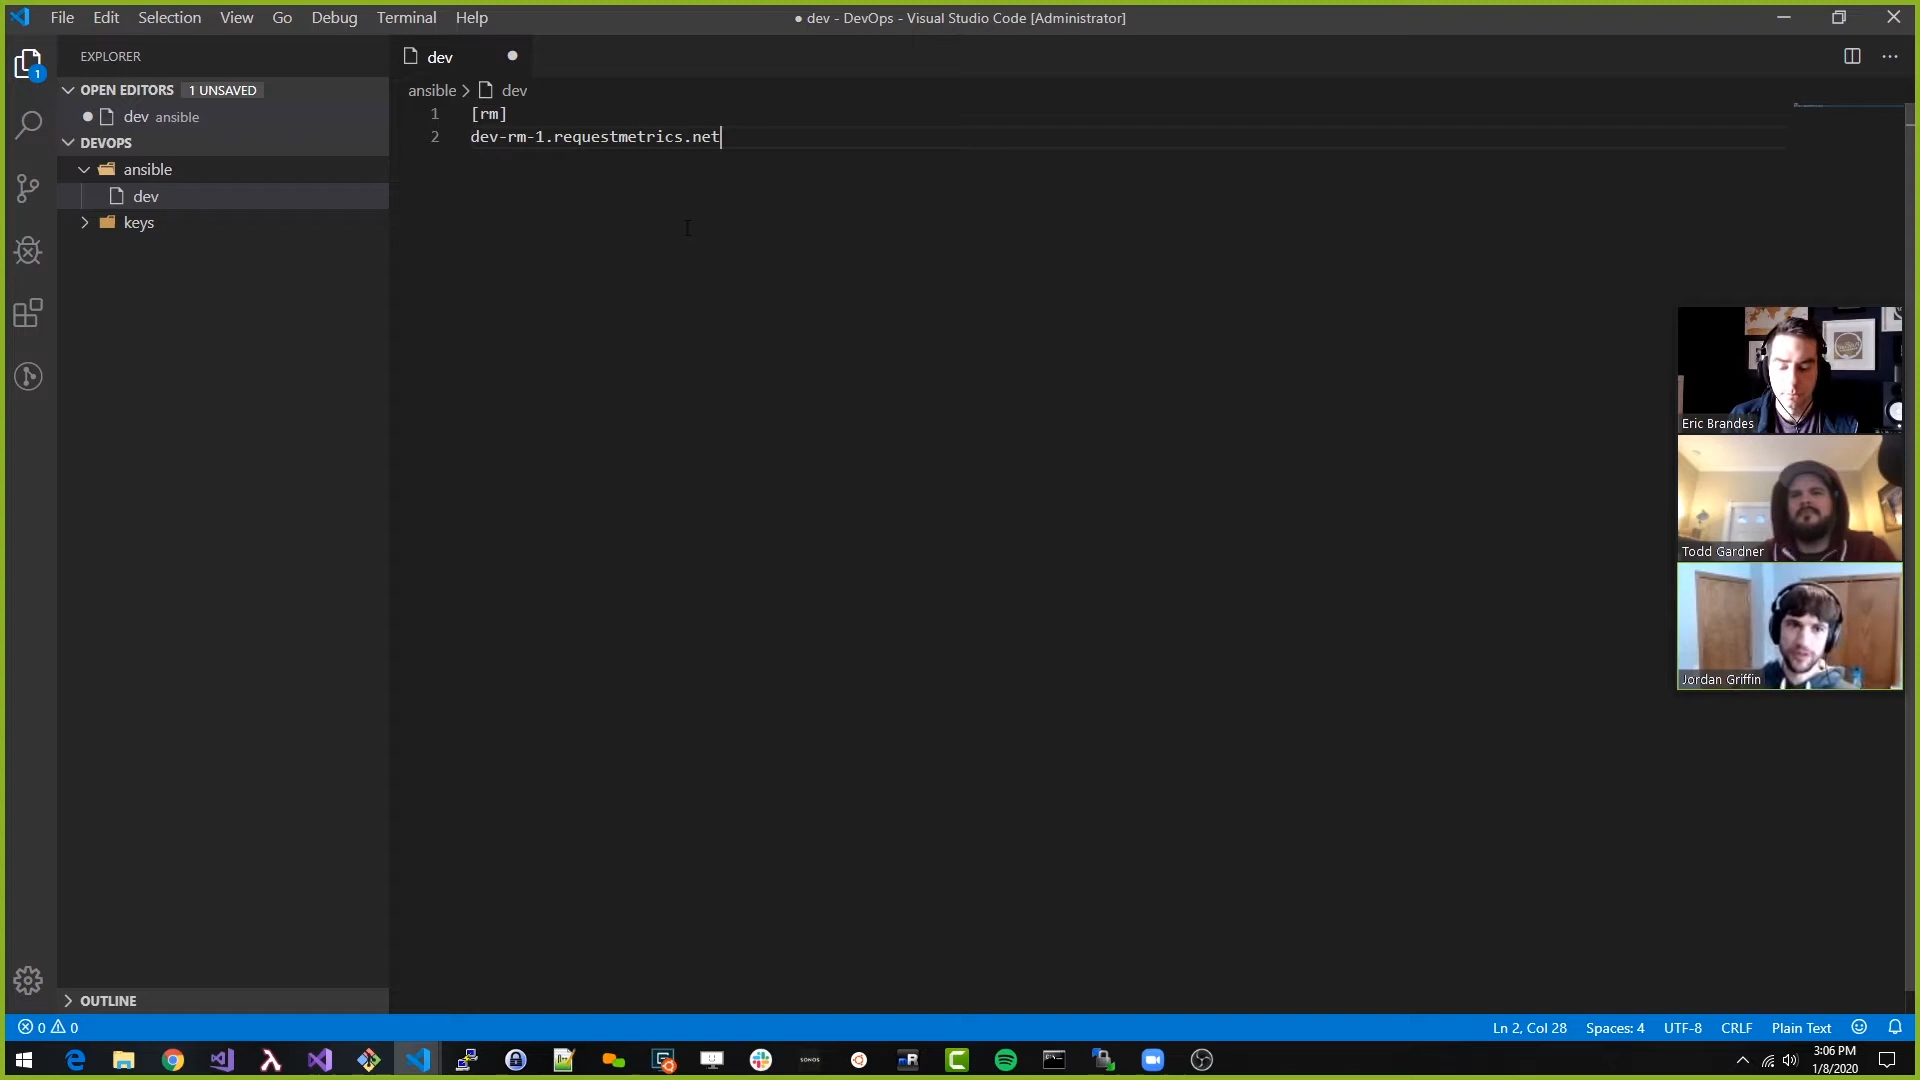 File Edit Selection View Go Debug Terminal Help
● dev - DevOps - Visual Studio Code [Administrator]
EXPLORER
OPEN EDITORS 1 UNSAVED
dev ansible
DEVOPS
ansible
dev
keys
OUTLINE
1
dev
ansible > dev
1 [rm]
2 dev-rm-1.requestmetrics.net
Eric Brandes
Todd Gardner
Jordan Griffin
0 0
Ln 2, Col 28 Spaces: 4 UTF-8 CRLF Plain Text
SONOS
3:06 PM
1/8/2020